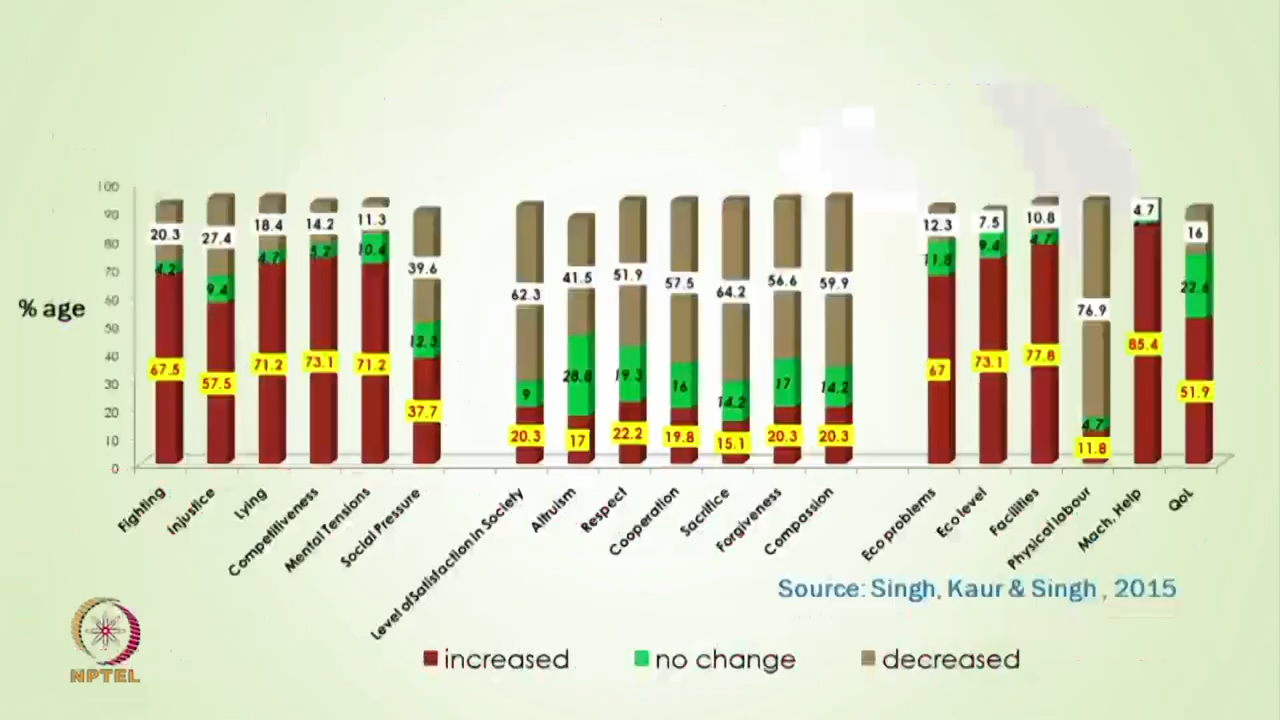 100
90
80
70
60
50
40
30
20
10
0
% age
20.3 27.4 18.4 14.2 11.3 39.6 62.3 41.5 51.9 57.5 64.2 56.6 59.9 12.3 7.5 10.8 76.9 4.7 16
4.2 9.4 4.7 5.2 10.4 12.3 9 28.8 19.3 16 14.2 17 14.2 11.8 9.4 4.7 4.7 22.6
67.5 57.5 71.2 73.1 71.2 37.7 20.3 17 22.2 19.8 15.1 20.3 20.3 67 73.1 77.8 11.8 85.4 51.9
Fighting
Injustice
Lying
Competitiveness
Mental Tensions
Social Pressure
Level of Satisfaction in Society
Altruism
Respect
Cooperation
Sacrifice
Forgiveness
Compassion
Eco problems
Eco level
Facilities
Physical labour
Mach. Help
QoL
Source: Singh, Kaur & Singh , 2015
increased no change decreased
NPTEL